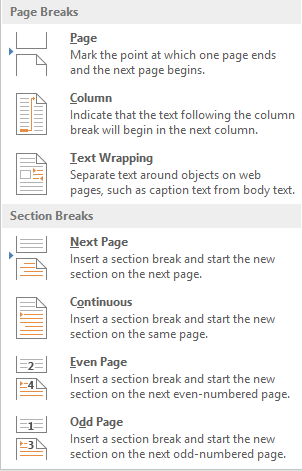 Page Breaks
Page
Mark the point at which one page ends
and the next page begins.
Column
Indicate that the text following the column
break will begin in the next column.
Text Wrapping
Separate text around objects on web
pages, such as caption text from body text.
Section Breaks
Next Page
Insert a section break and start the new
section on the next page.
Continuous
Insert a section break and start the new
section on the same page.
2
4
Even Page
Insert a section break and start the new
section on the next even-numbered page.
1
3
Odd Page
Insert a section break and start the new
section on the next odd-numbered page.